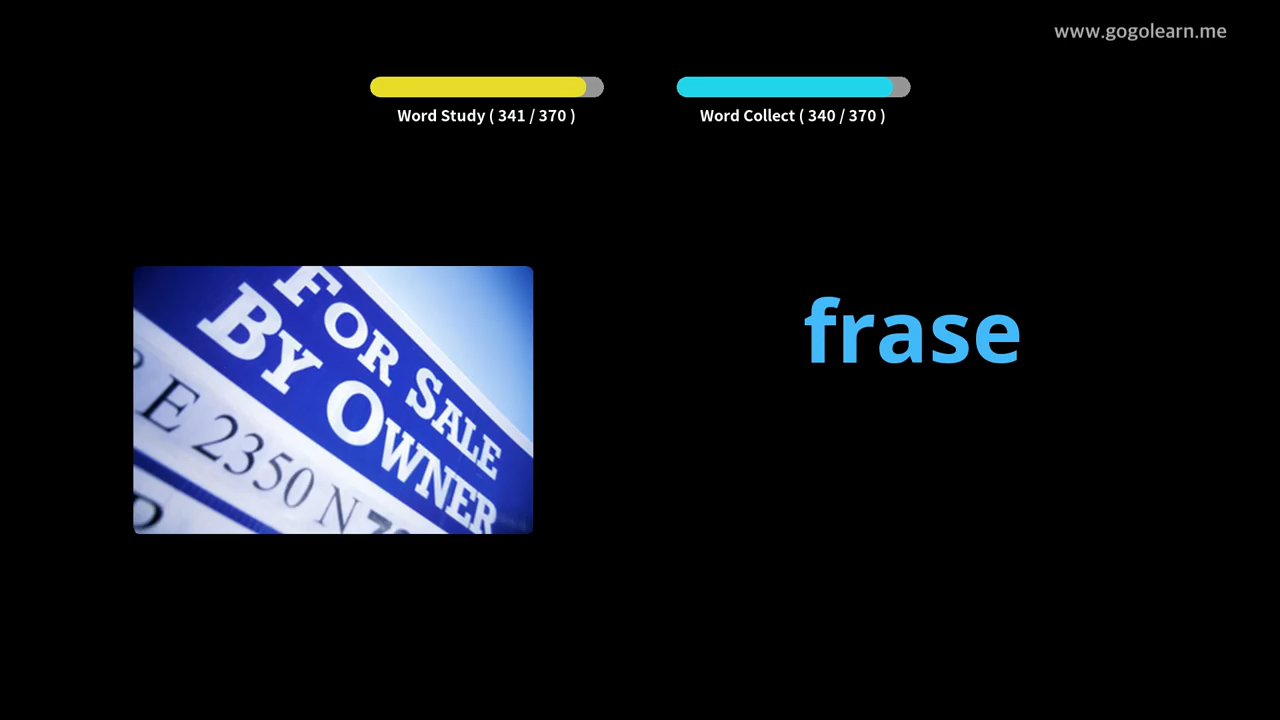 www.gogolearn.me
Word Study ( 341 / 370 )
Word Collect ( 340 / 370 )
FOR SALE
BY OWNER
E 2350 N
frase